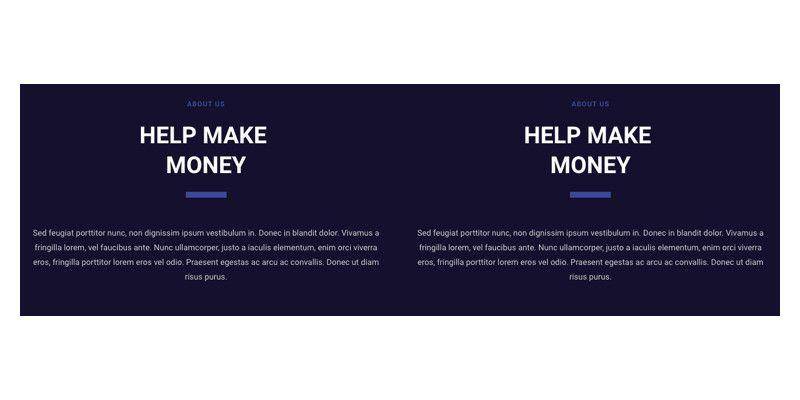 ABOUT US
HELP MAKE
MONEY
Sed feugiat porttitor nunc, non dignissim ipsum vestibulum in. Donec in blandit dolor. Vivamus a
fringilla lorem, vel faucibus ante. Nunc ullamcorper, justo a iaculis elementum, enim orci viverra
eros, fringilla porttitor lorem eros vel odio. Praesent egestas ac arcu ac convallis. Donec ut diam
risus purus.
ABOUT US
HELP MAKE
MONEY
Sed feugiat porttitor nunc, non dignissim ipsum vestibulum in. Donec in blandit dolor. Vivamus a
fringilla lorem, vel faucibus ante. Nunc ullamcorper, justo a iaculis elementum, enim orci viverra
eros, fringilla porttitor lorem eros vel odio. Praesent egestas ac arcu ac convallis. Donec ut diam
risus purus.